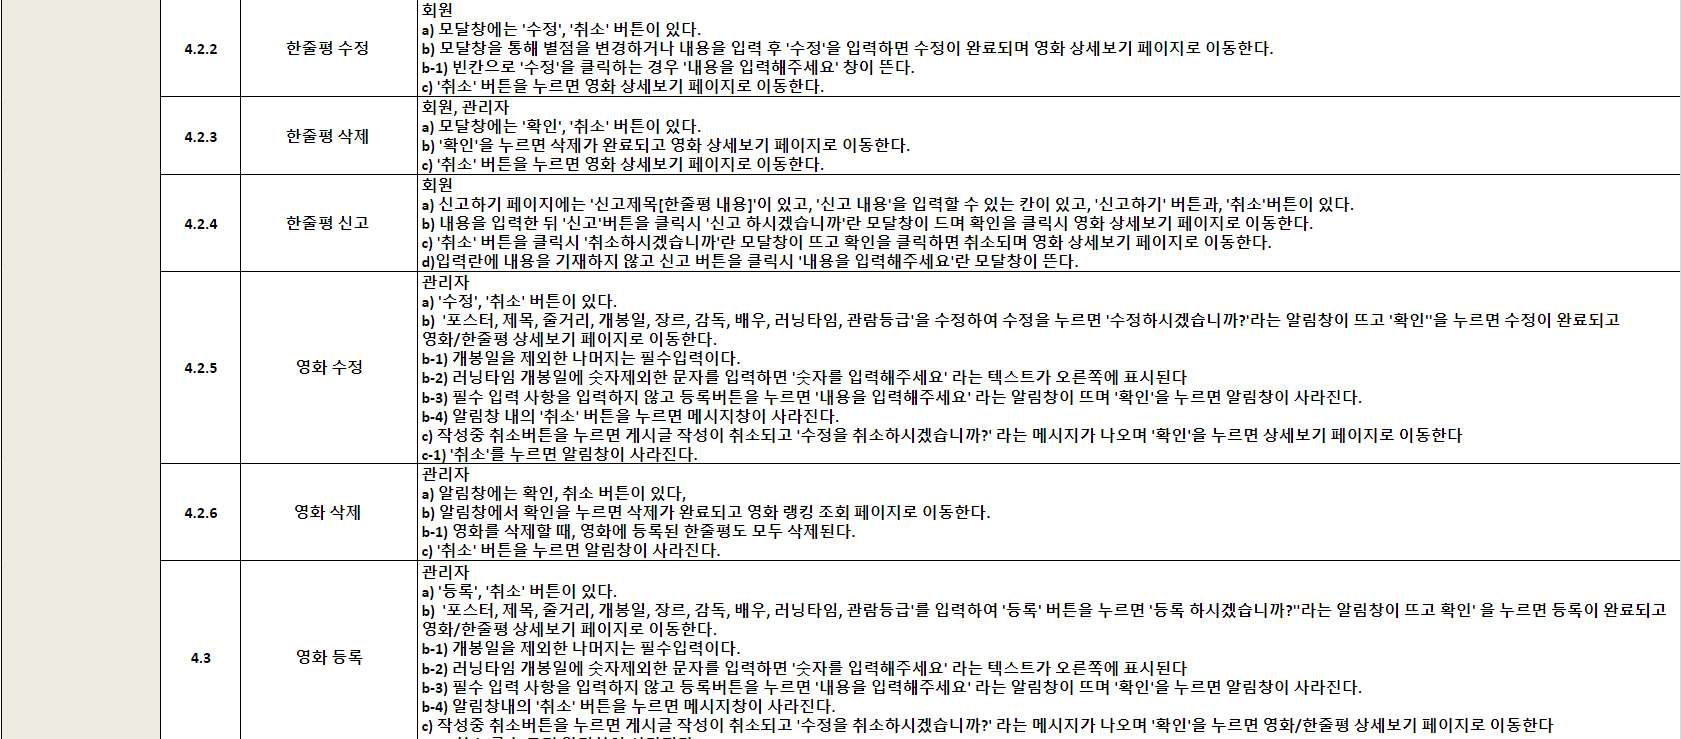 회원
a) 모달창에는 '수정', '취소' 버튼이 있다.
4.2.2 한줄평 수정
b) 모달창을 통해 별점을 변경하거나 내용을 입력 후 '수정'을 입력하면 수정이 완료되며 영화 상세보기 페이지로 이동한다.
b-1) 빈칸으로 '수정'을 클릭하는 경우 '내용을 입력해주세요' 창이 뜬다.
c) '취소' 버튼을 누르면 영화 상세보기 페이지로 이동한다.
4.2.3 한줄평 삭제
회원, 관리자
a) 모달창에는 '확인', '취소' 버튼이 있다.
b) '확인'을 누르면 삭제가 완료되고 영화 상세보기 페이지로 이동한다.
c) '취소' 버튼을 누르면 영화 상세보기 페이지로 이동한다.
4.2.4 한줄평 신고
회원
a) 신고하기 페이지에는 '신고제목[한줄평 내용]'이 있고, '신고 내용'을 입력할 수 있는 칸이 있고, '신고하기' 버튼과, '취소'버튼이 있다.
b) 내용을 입력한 뒤 '신고'버튼을 클릭시 '신고 하시겠습니까'란 모달창이 드며 확인을 클릭시 영화 상세보기 페이지로 이동한다.
c) '취소' 버튼을 클릭시 '취소하시겠습니까'란 모달창이 뜨고 확인을 클릭하면 취소되며 영화 상세보기 페이지로 이동한다.
d)입력란에 내용을 기재하지 않고 신고 버튼을 클릭시 '내용을 입력해주세요'란 모달창이 뜬다.
4.2.5 영화 수정
관리자
a) '수정', '취소' 버튼이 있다.
b) '포스터, 제목, 줄거리, 개봉일, 장르, 감독, 배우, 러닝타임, 관람등급'을 수정하여 수정을 누르면 '수정하시겠습니까?'라는 알림창이 뜨고 '확인''을 누르면 수정이 완료되고
영화/한줄평 상세보기 페이지로 이동한다.
b-1) 개봉일을 제외한 나머지는 필수입력이다.
b-2) 러닝타임 개봉일에 숫자제외한 문자를 입력하면 '숫자를 입력해주세요' 라는 텍스트가 오른쪽에 표시된다
b-3) 필수 입력 사항을 입력하지 않고 등록버튼을 누르면 '내용을 입력해주세요' 라는 알림창이 뜨며 '확인'을 누르면 알림창이 사라진다.
b-4) 알림창 내의 '취소' 버튼을 누르면 메시지창이 사라진다.
c) 작성중 취소버튼을 누르면 게시글 작성이 취소되고 '수정을 취소하시겠습니까?' 라는 메시지가 나오며 '확인'을 누르면 상세보기 페이지로 이동한다
c-1) '취소'를 누르면 알림창이 사라진다.
4.2.6 영화 삭제
관리자
a) 알림창에는 확인, 취소 버튼이 있다,
b) 알림창에서 확인을 누르면 삭제가 완료되고 영화 랭킹 조회 페이지로 이동한다.
b-1) 영화를 삭제할 때, 영화에 등록된 한줄평도 모두 삭제된다.
c) '취소' 버튼을 누르면 알림창이 사라진다.
4.3 영화 등록
관리자
a) '등록', '취소' 버튼이 있다.
b) '포스터, 제목, 줄거리, 개봉일, 장르, 감독, 배우, 러닝타임, 관람등급'를 입력하여 '등록' 버튼을 누르면 '등록 하시겠습니까?''라는 알림창이 뜨고 확인' 을 누르면 등록이 완료되고
영화/한줄평 상세보기 페이지로 이동한다.
b-1) 개봉일을 제외한 나머지는 필수입력이다.
b-2) 러닝타임 개봉일에 숫자제외한 문자를 입력하면 '숫자를 입력해주세요' 라는 텍스트가 오른쪽에 표시된다
b-3) 필수 입력 사항을 입력하지 않고 등록버튼을 누르면 '내용을 입력해주세요' 라는 알림창이 뜨며 '확인'을 누르면 알림창이 사라진다.
b-4) 알림창내의 '취소' 버튼을 누르면 메시지창이 사라진다.
c) 작성중 취소버튼을 누르면 게시글 작성이 취소되고 '수정을 취소하시겠습니까?' 라는 메시지가 나오며 '확인'을 누르면 영화/한줄평 상세보기 페이지로 이동한다